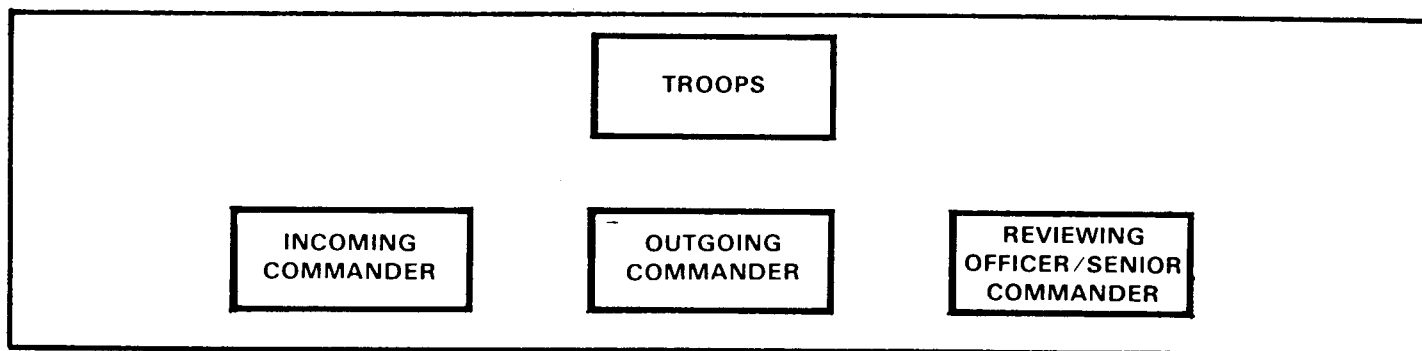 TROOPS
INCOMING
COMMANDER
OUTGOING
COMMANDER
REVIEWING
OFFICER/SENIOR
COMMANDER